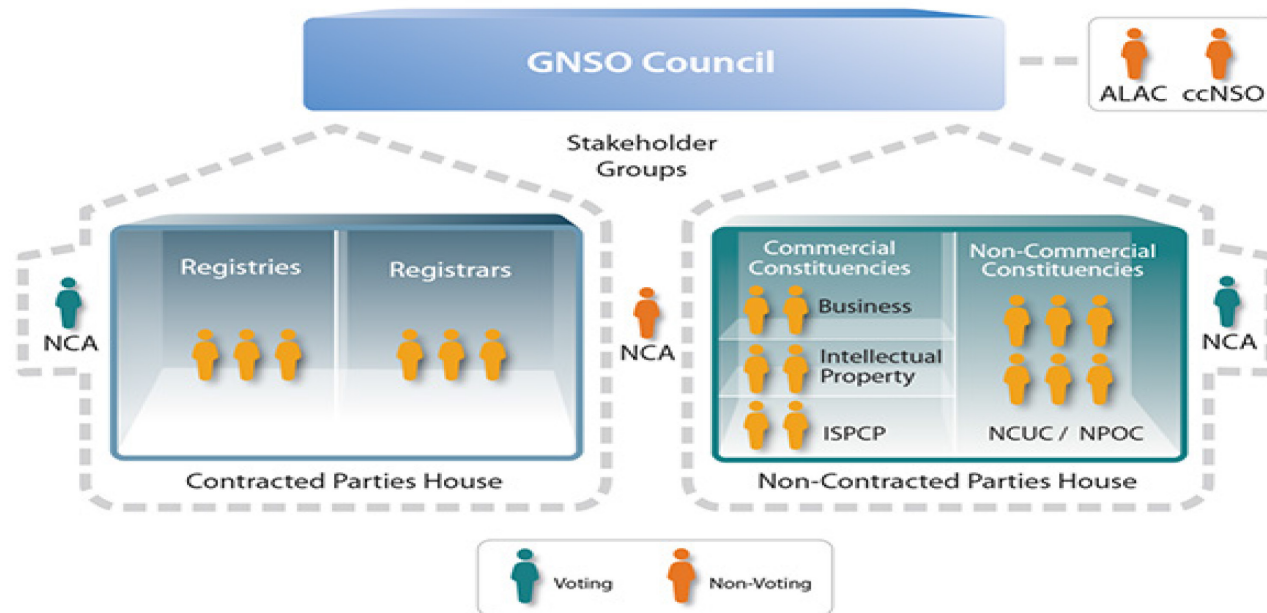 GNSO Council
ALAC ccNSO
Stakeholder
Groups
Registries
Registrars
Commercial
Constituencies
Non-Commercial
Constituencies
Business
Intellectual
Property
ISPCP
NCUC / NPOC
NCA
NCA
NCA
Contracted Parties House
Non-Contracted Parties House
Voting
Non-Voting